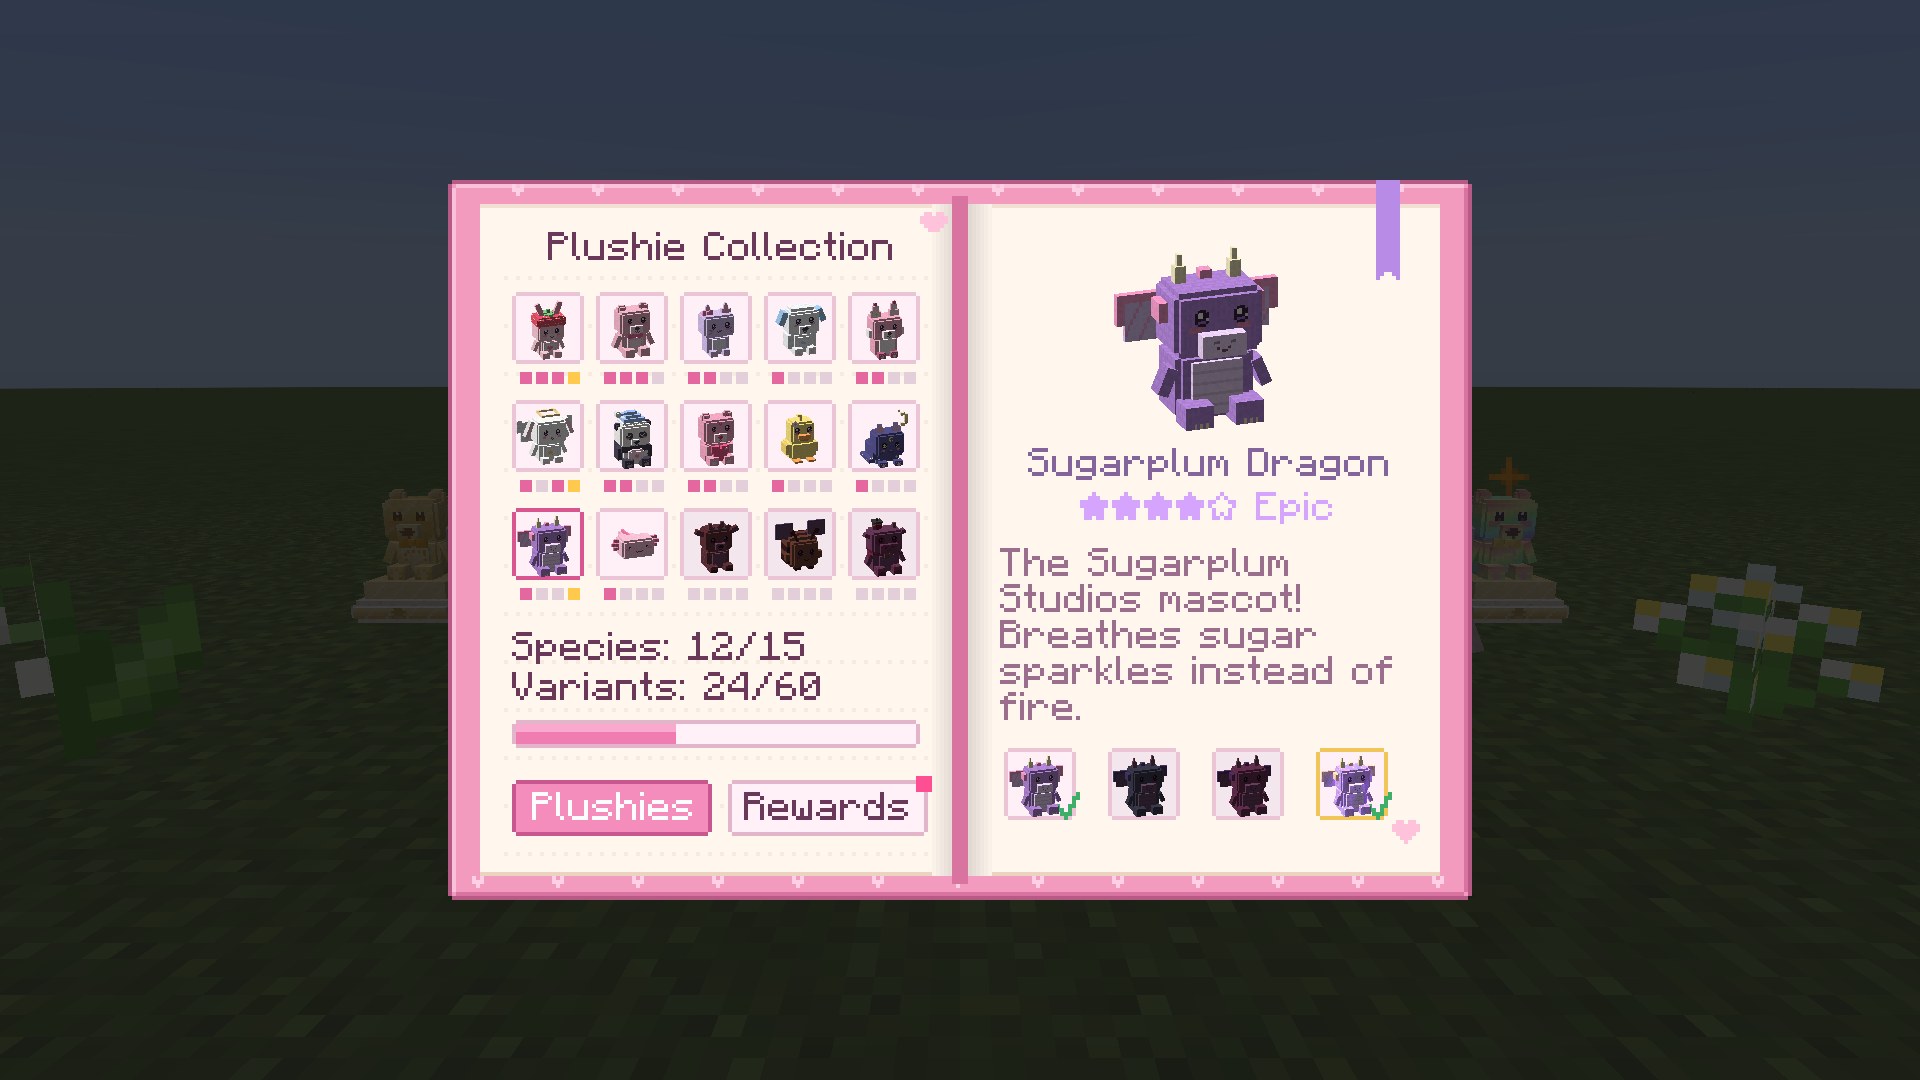 Plushie Collection
Species: 12/15
Variants: 24/60
Plushies
Rewards
Sugarplum Dragon
Epic
The Sugarplum
Studios mascot!
Breathes sugar
sparkles instead of
fire.